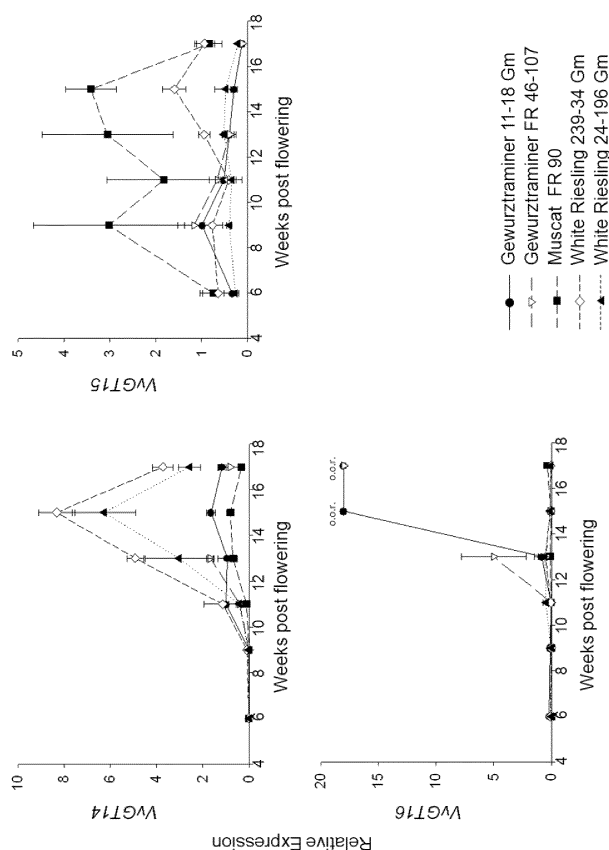 Relative Expression
VvGT14
10
8
6
4
2
0
4 6 8 10 12 14 16 18
Weeks post flowering
VvGT15
5
4
3
2
1
0
4 6 8 10 12 14 16 18
Weeks post flowering
VvGT16
20
15
10
5
0
4 6 8 10 12 14 16 18
Weeks post flowering
o.o.r.
o.o.r.
Gewurztraminer 11-18 Gm
Gewurztraminer FR 46-107
Muscat FR 90
White Riesling 239-34 Gm
White Riesling 24-196 Gm